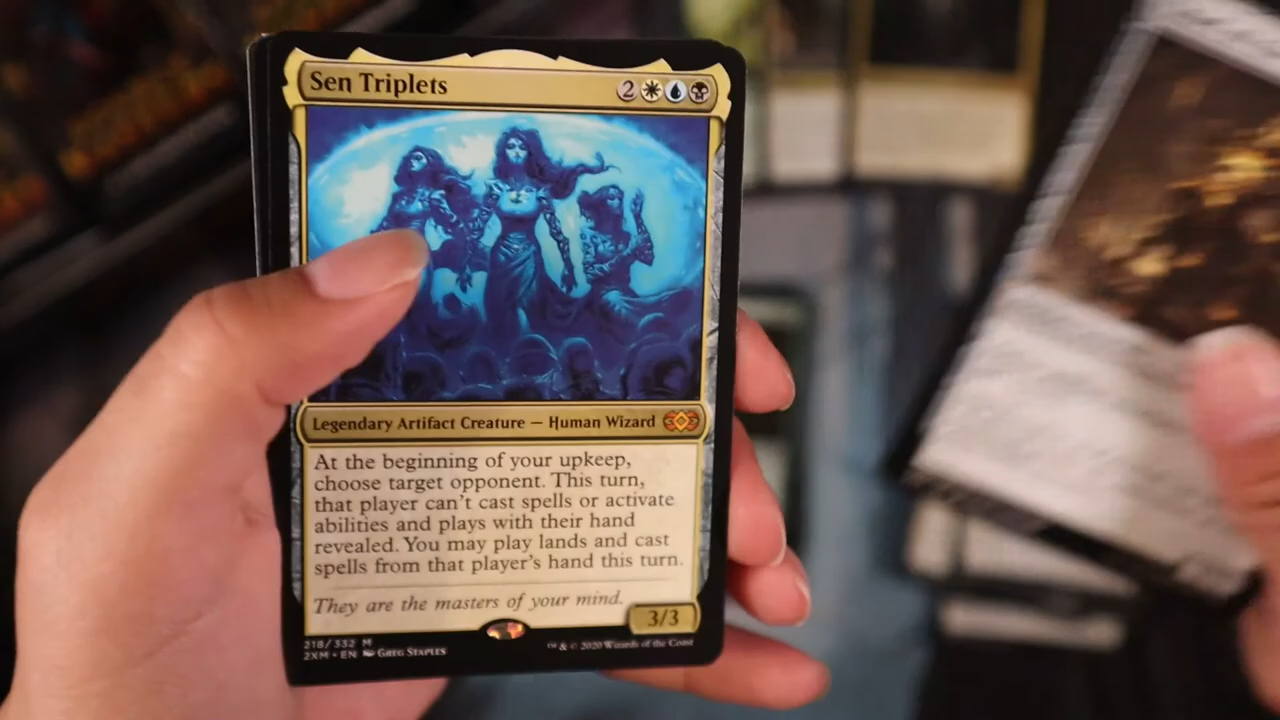 Sen Triplets 2
Legendary Artifact Creature — Human Wizard
At the beginning of your upkeep,
choose target opponent. This turn,
that player can't cast spells or activate
abilities and plays with their hand
revealed. You may play lands and cast
spells from that player's hand this turn.
They are the masters of your mind.
3/3
218/332 M
2XM • EN Greg Staples
™ & © 2020 Wizards of the Coast